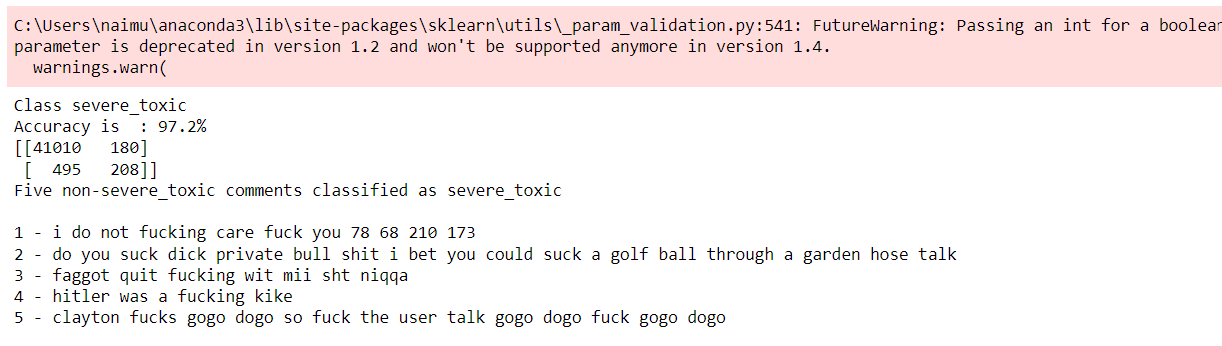 C:\Users\naimu\anaconda3\lib\site-packages\sklearn\utils\_param_validation.py:541: FutureWarning: Passing an int for a boolean
parameter is deprecated in version 1.2 and won't be supported anymore in version 1.4.
  warnings.warn(
Class severe_toxic
Accuracy is  : 97.2%
[[41010   180]
 [  495   208]]
Five non-severe_toxic comments classified as severe_toxic
1 - i do not fucking care fuck you 78 68 210 173
2 - do you suck dick private bull shit i bet you could suck a golf ball through a garden hose talk
3 - faggot quit fucking wit mii sht niqqa
4 - hitler was a fucking kike
5 - clayton fucks gogo dogo so fuck the user talk gogo dogo fuck gogo dogo